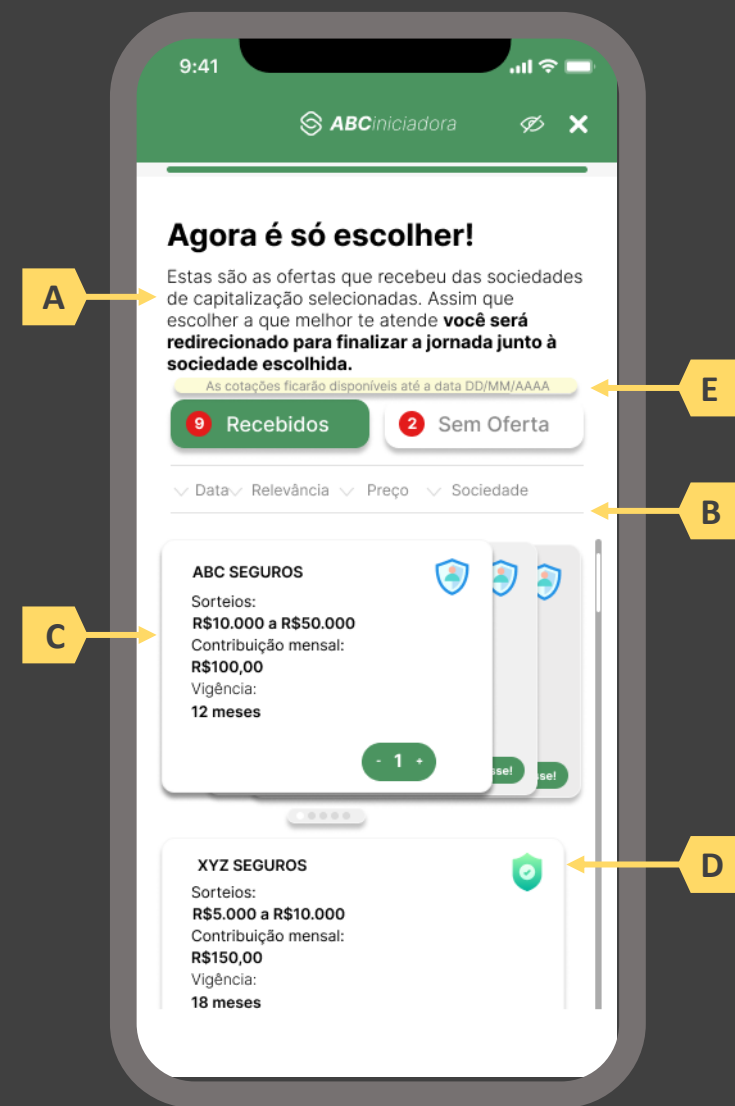 9:41
ABCiniciadora
Agora é só escolher!
Estas são as ofertas que recebeu das sociedades
de capitalização selecionadas. Assim que
escolher a que melhor te atende você será
redirecionado para finalizar a jornada junto à
sociedade escolhida.
A
As cotações ficarão disponíveis até a data DD/MM/AAAA
E
9 Recebidos
2 Sem Oferta
Data Relevância Preço Sociedade
B
ABC SEGUROS
Sorteios:
R$10.000 a R$50.000
Contribuição mensal:
R$100,00
Vigência:
12 meses
C
- 1 +
sse!
sse!
XYZ SEGUROS
D
Sorteios:
R$5.000 a R$10.000
Contribuição mensal:
R$150,00
Vigência:
18 meses